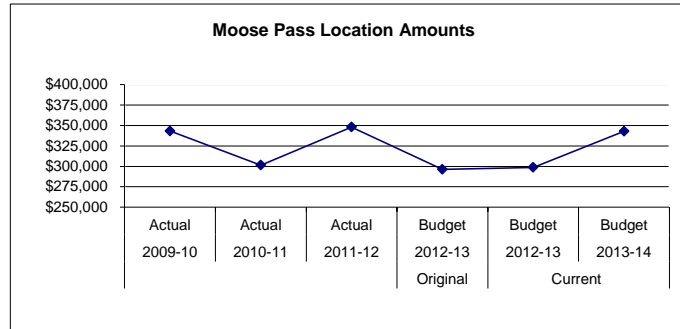 Moose Pass Location Amounts
$400,000
$375,000
$350,000
$325,000
$300,000
$275,000
$250,000
Actual Actual Actual Budget Budget Budget
2009-10 2010-11 2011-12 2012-13 2012-13 2013-14
Original Current